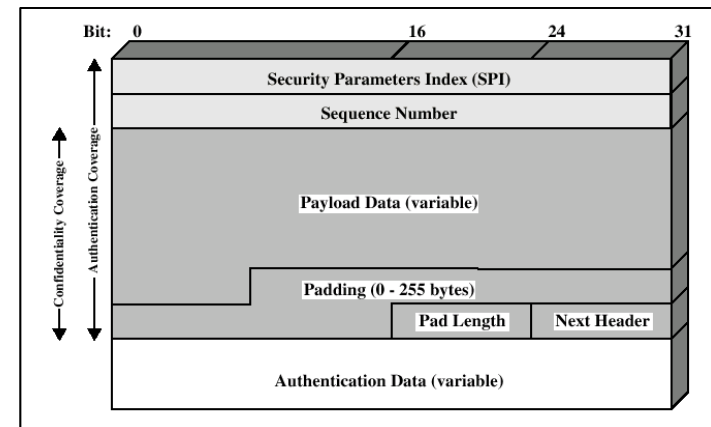 Bit: 0 16 24 31
Security Parameters Index (SPI)
Sequence Number
Confidentiality Coverage
Authentication Coverage
Payload Data (variable)
Padding (0 - 255 bytes)
Pad Length Next Header
Authentication Data (variable)